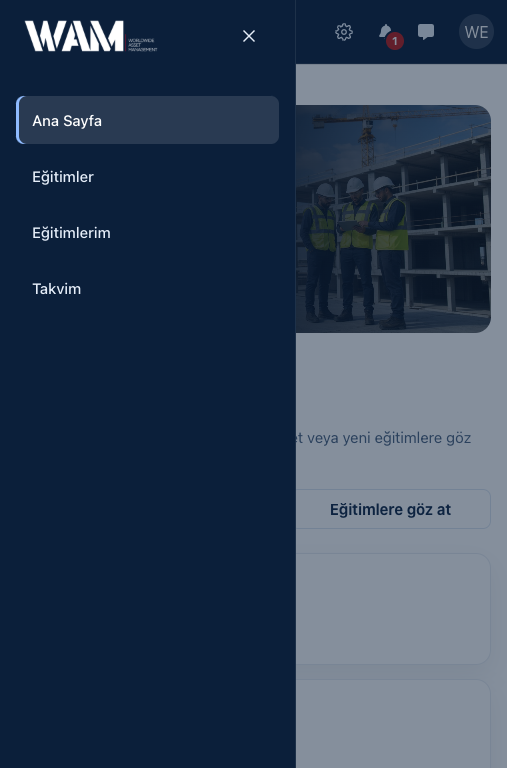 WAM
WORLDWIDE
ASSET
MANAGEMENT
1
WE
Ana Sayfa
Eğitimler
Eğitimlerim
Takvim
et veya yeni eğitimlere göz
Eğitimlere göz at